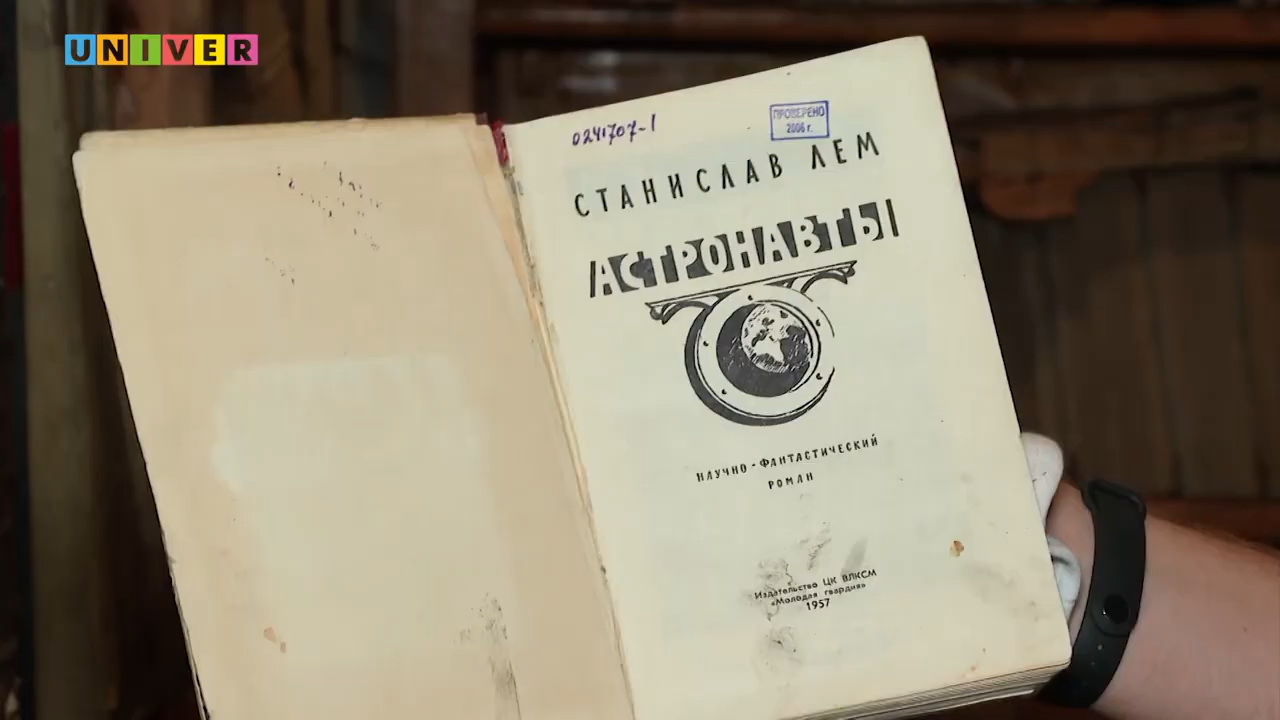 UNIVER
0241707-1
ПРОВЕРЕНО
2006 г.
СТАНИСЛАВ ЛЕМ
АСТРОНАВТЫ
НАУЧНО-ФАНТАСТИЧЕСКИЙ
РОМАН
Издательство ЦК ВЛКСМ
«Молодая гвардия»
1957